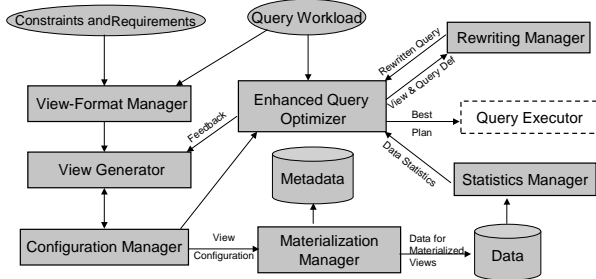 Constraints and Requirements
Query Workload
Rewriting Manager
Rewritten Query
View & Query Def
View-Format Manager
Enhanced Query
Optimizer
Best
Plan
Query Executor
Feedback
Data Statistics
View Generator
Metadata
Statistics Manager
Configuration Manager
View
Configuration
Materialization
Manager
Data for
Materialized
Views
Data